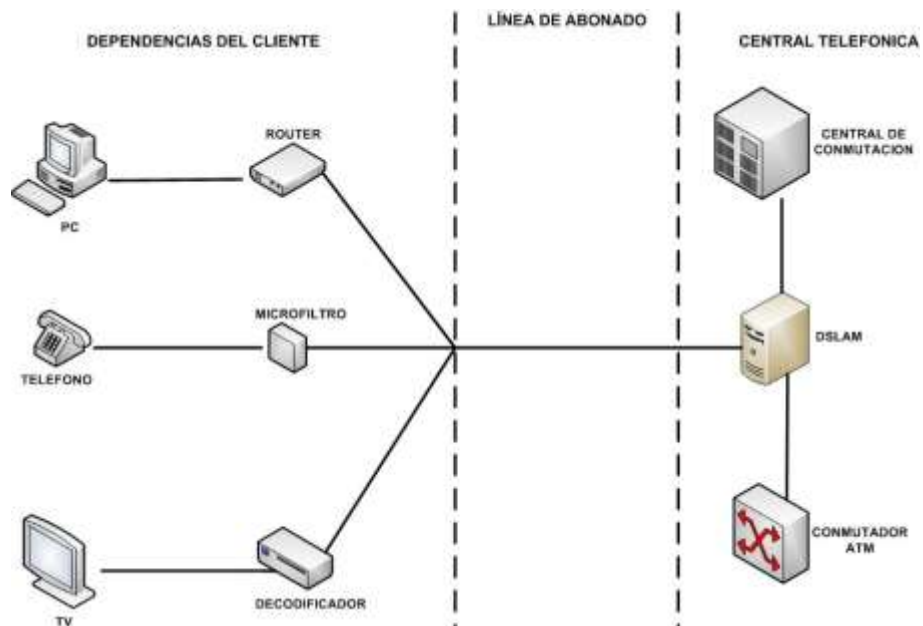 LÍNEA DE ABONADO
DEPENDENCIAS DEL CLIENTE
CENTRAL TELEFONICA
ROUTER
CENTRAL DE
CONMUTACION
PC
MICROFILTRO
DSLAM
TELEFONO
CONMUTADOR
ATM
DECODIFICADOR
TV